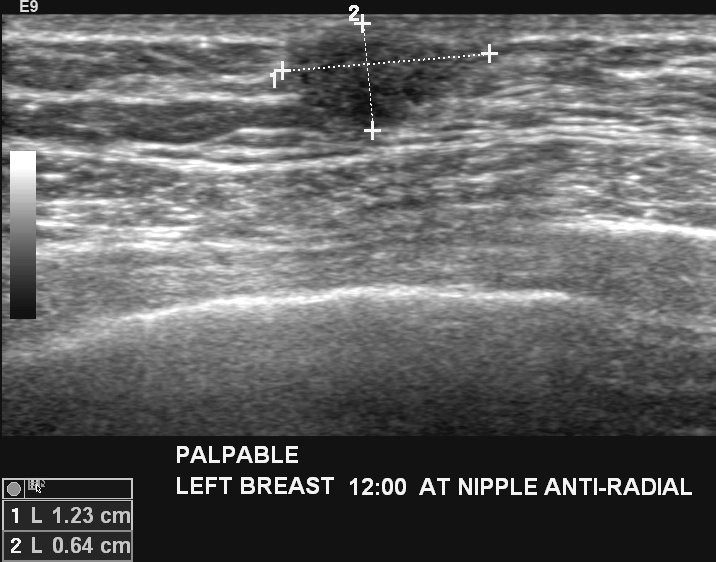 E9
2
1
PALPABLE
LEFT BREAST 12:00 AT NIPPLE ANTI-RADIAL
1 L 1.23 cm
2 L 0.64 cm